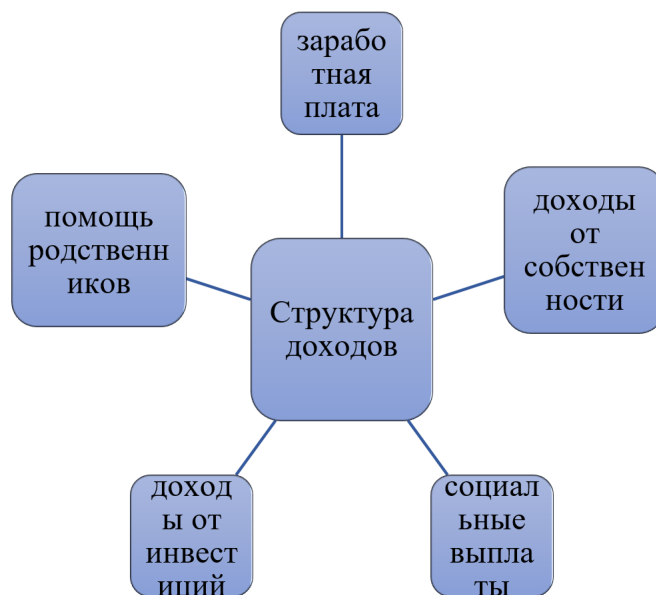 зарабо
тная
плата
помощь
родственн
иков
доходы
от
собствен
ности
Структура
доходов
доход
ы от
инвест
иций
социал
ьные
выпла
ты